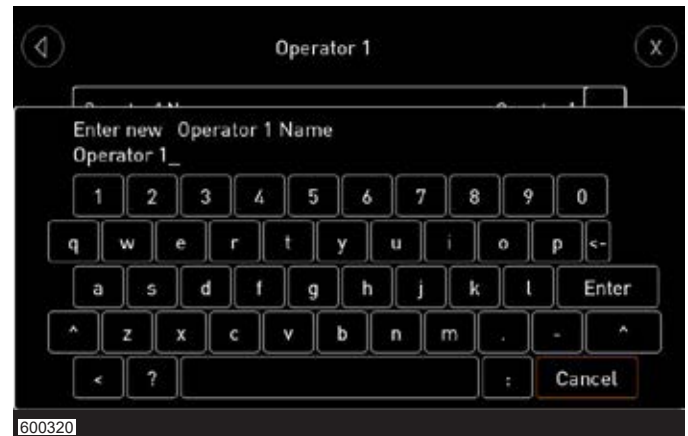 Operator 1
X
Enter new Operator 1 Name
Operator 1_
1 2 3 4 5 6 7 8 9 0
q w e r t y u i o p <-
a s d f g h j k l Enter
^ z x c v b n m . - ^
< ? : Cancel
600320